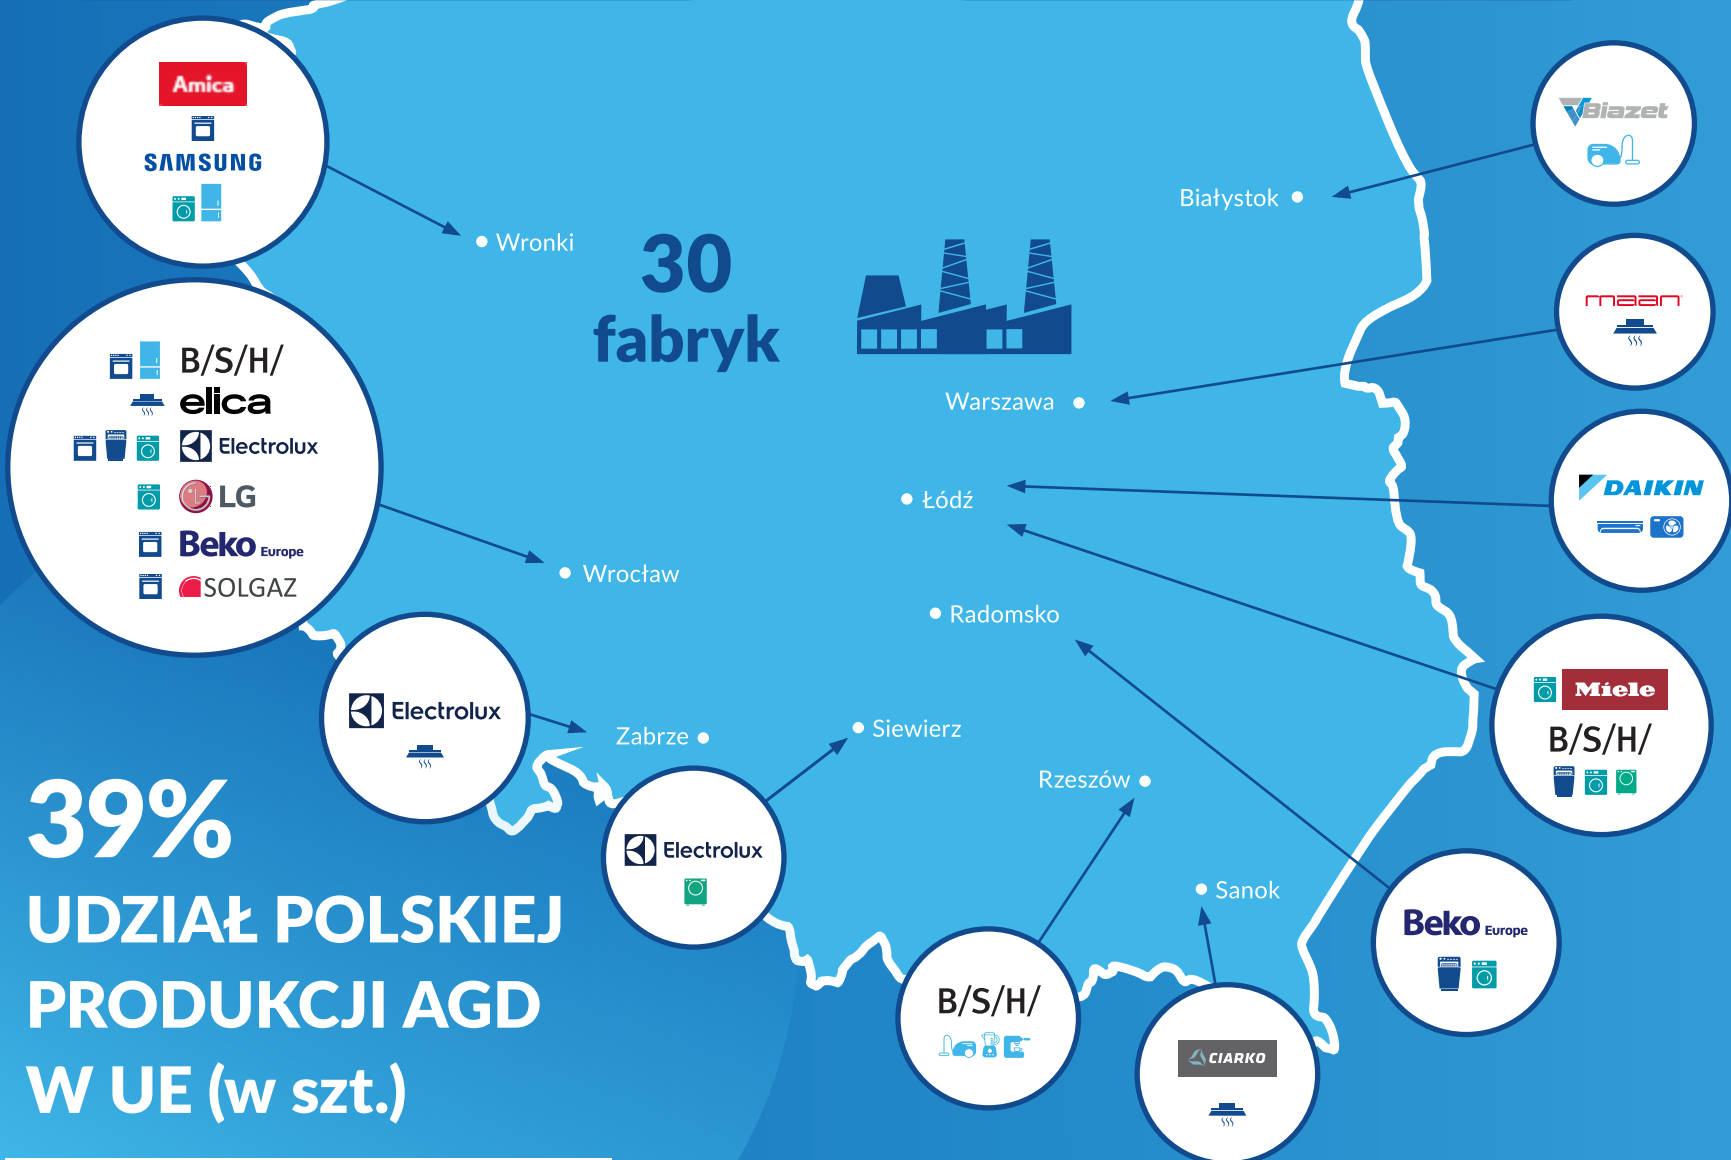 Amica
SAMSUNG
Wronki
30
fabryk
Białystok
Biazet
maan
Warszawa
B/S/H/
elica
Electrolux
LG
Beko Europe
SOLGAZ
Wrocław
Łódź
DAIKIN
Radomsko
Miele
B/S/H/
Electrolux
Zabrze
Siewierz
Rzeszów
Electrolux
Sanok
Beko Europe
B/S/H/
CIARKO
39%
UDZIAŁ POLSKIEJ
PRODUKCJI AGD
W UE (w szt.)